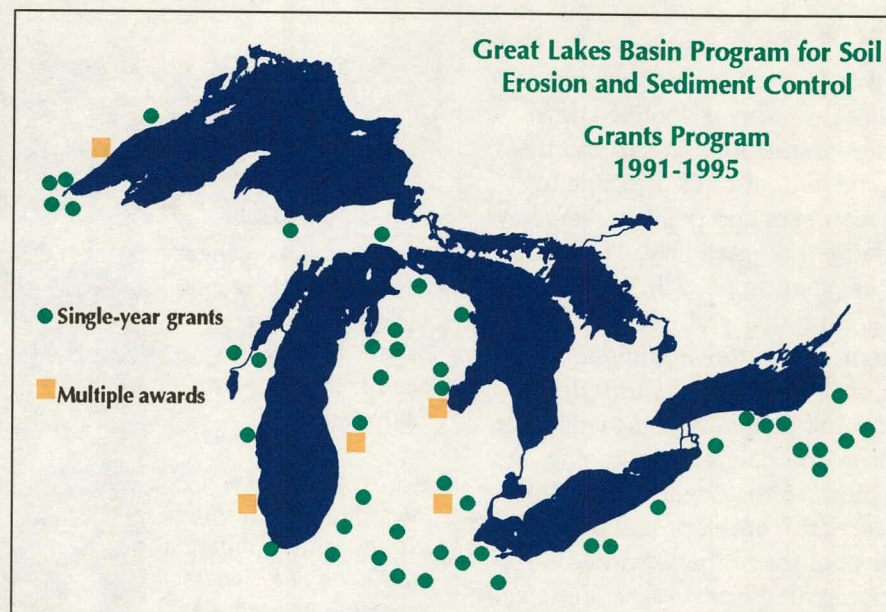 Great Lakes Basin Program for Soil
Erosion and Sediment Control
Grants Program
1991-1995
Single-year grants
Multiple awards